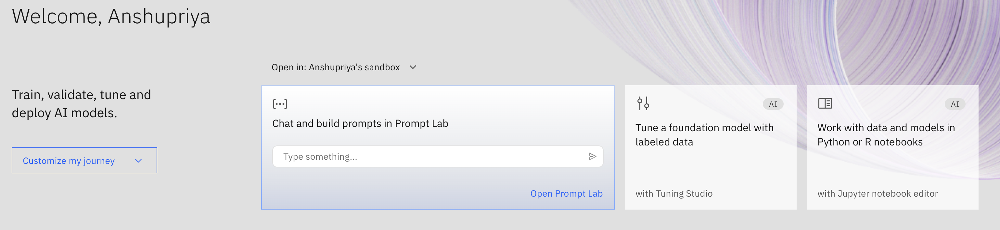 Welcome, Anshupriya
Open in: Anshupriya's sandbox
Train, validate, tune and
deploy AI models.
Customize my journey
[...]
Chat and build prompts in Prompt Lab
Type something...
Open Prompt Lab
AI
Tune a foundation model with
labeled data
with Tuning Studio
AI
Work with data and models in
Python or R notebooks
with Jupyter notebook editor